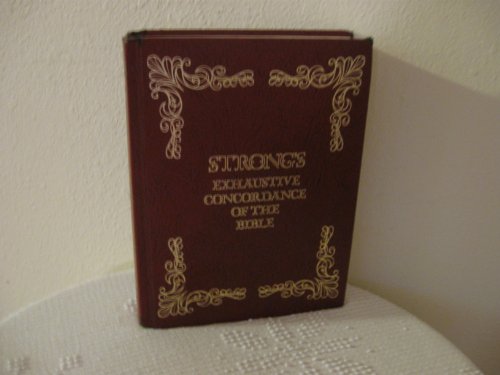 STRONG'S
EXHAUSTIVE
CONCORDANCE
OF THE
BIBLE